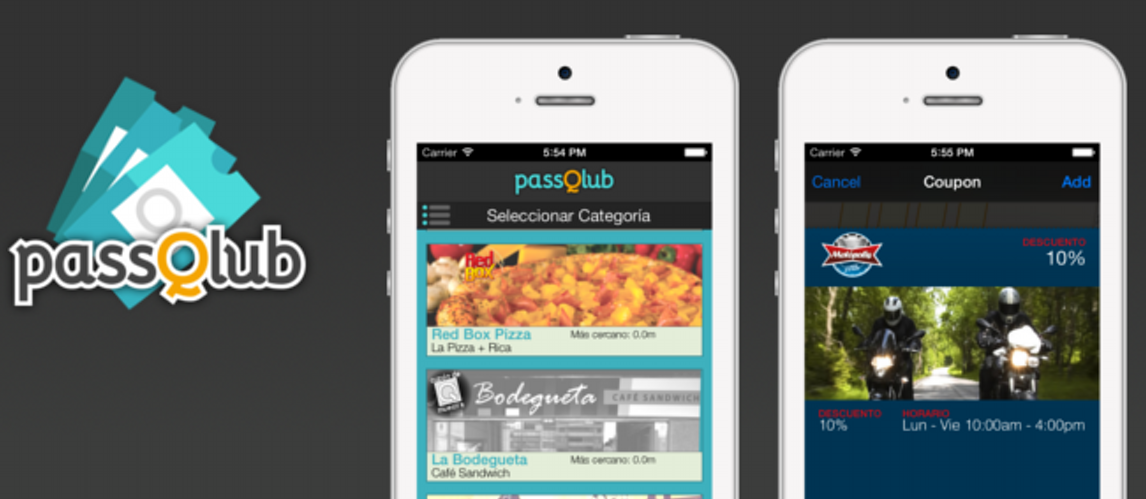 passQlub
Carrier 5:54 PM
passQlub
Seleccionar Categoría
Red
BOX
Red Box Pizza
Más cercano: 0.0m
La Pizza + Rica
Bodegueta
CAFÉ SANDWICH
La Bodegueta
Más cercano: 0.0m
Café Sandwich
Carrier 5:55 PM
Cancel Coupon Add
Motópolis
DESCUENTO
10%
DESCUENTO HORARIO
10% Lun - Vie 10:00am - 4:00pm